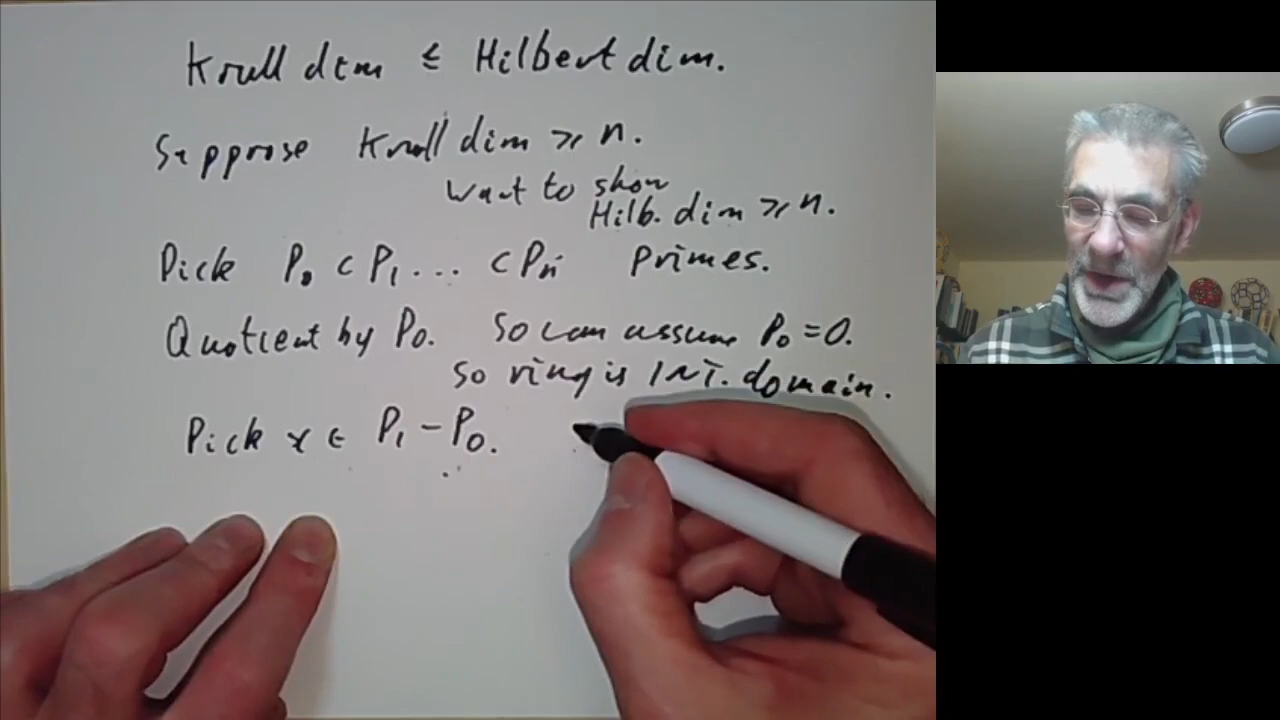 Krull dim ≤ Hilbert dim.
Suppose Krull dim ≥ n.
Want to show
Hilb. dim ≥ n.
Pick P₀ ⊂ P₁ ... ⊂ Pₙ primes.
Quotient by P₀. So can assume P₀ = 0.
So ring is INT. domain.
Pick x ∈ P₁ − P₀.